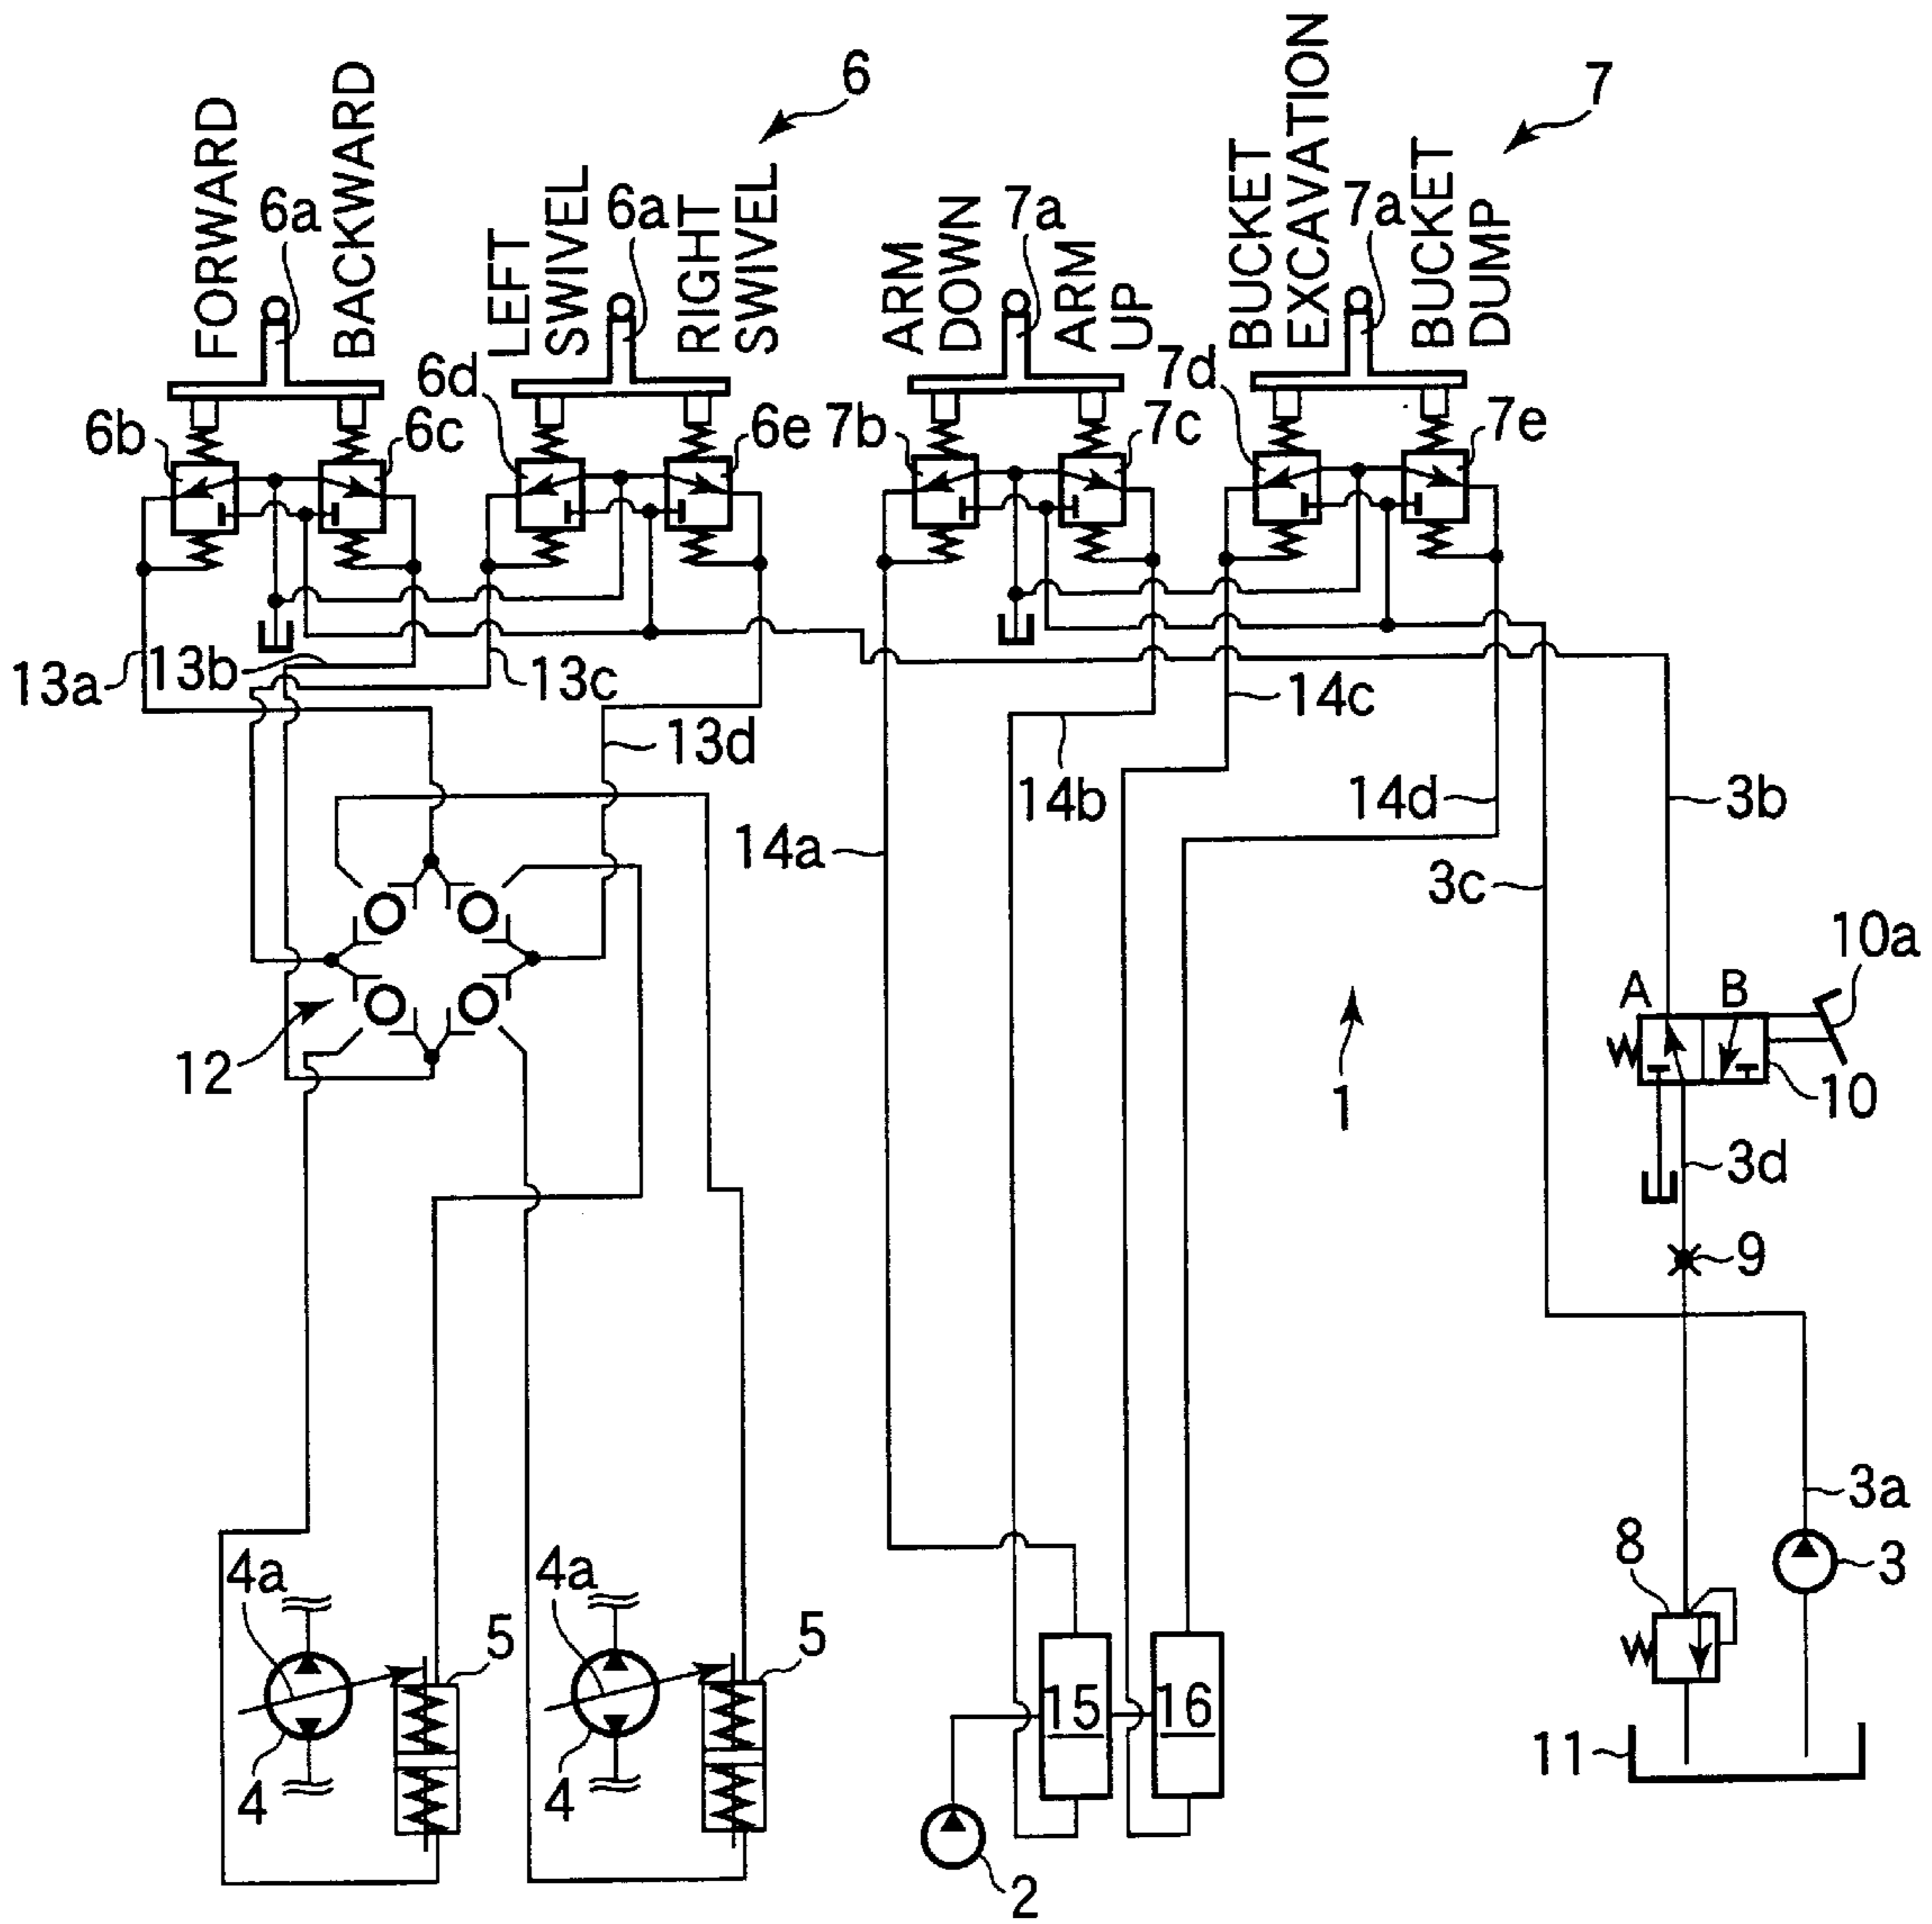 FORWARD
6a
BACKWARD
LEFT
SWIVEL
6a
RIGHT
SWIVEL
6
ARM
DOWN
7a
ARM
UP
BUCKET
EXCAVATION
7a
BUCKET
DUMP
7
6b
6c
6d
6e
7b
7c
7d
7e
13a
13b
13c
13d
14a
14b
14c
14d
3b
3c
10a
A
B
10
12
1
3d
9
3a
8
3
4a
5
4a
5
15
16
11
4
4
2